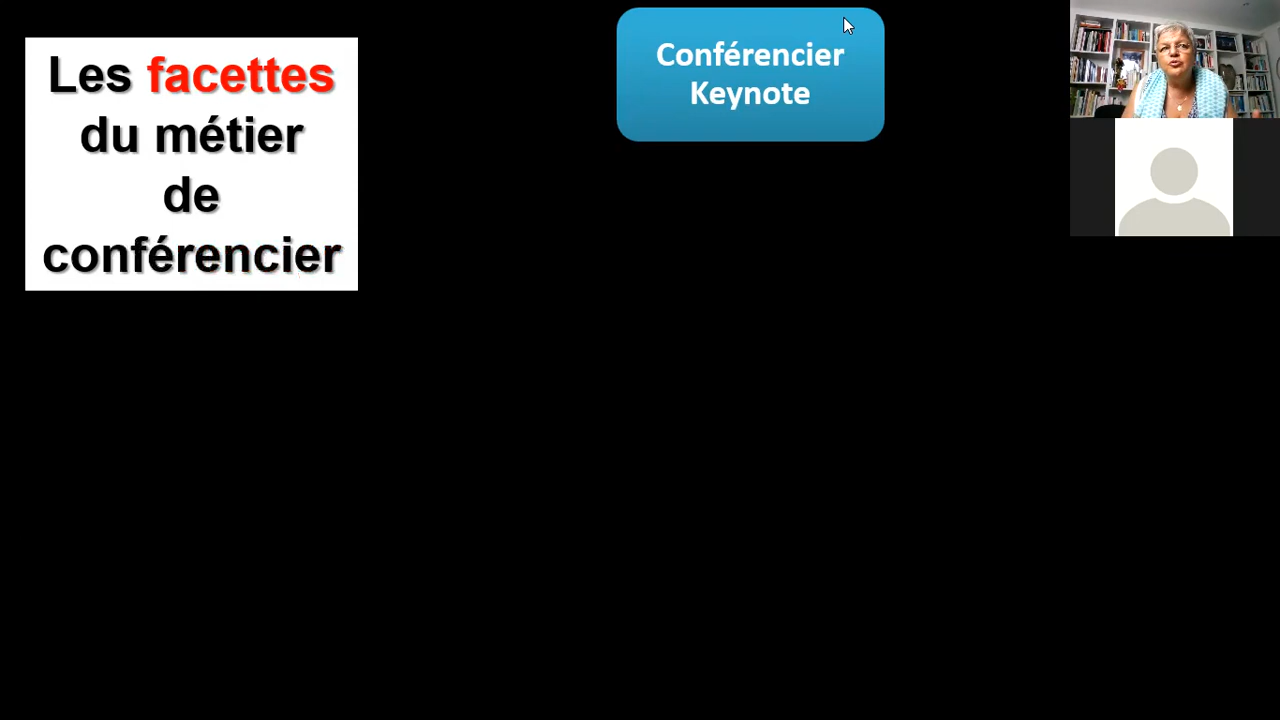 Les facettes
du métier
de
conférencier
Conférencier
Keynote